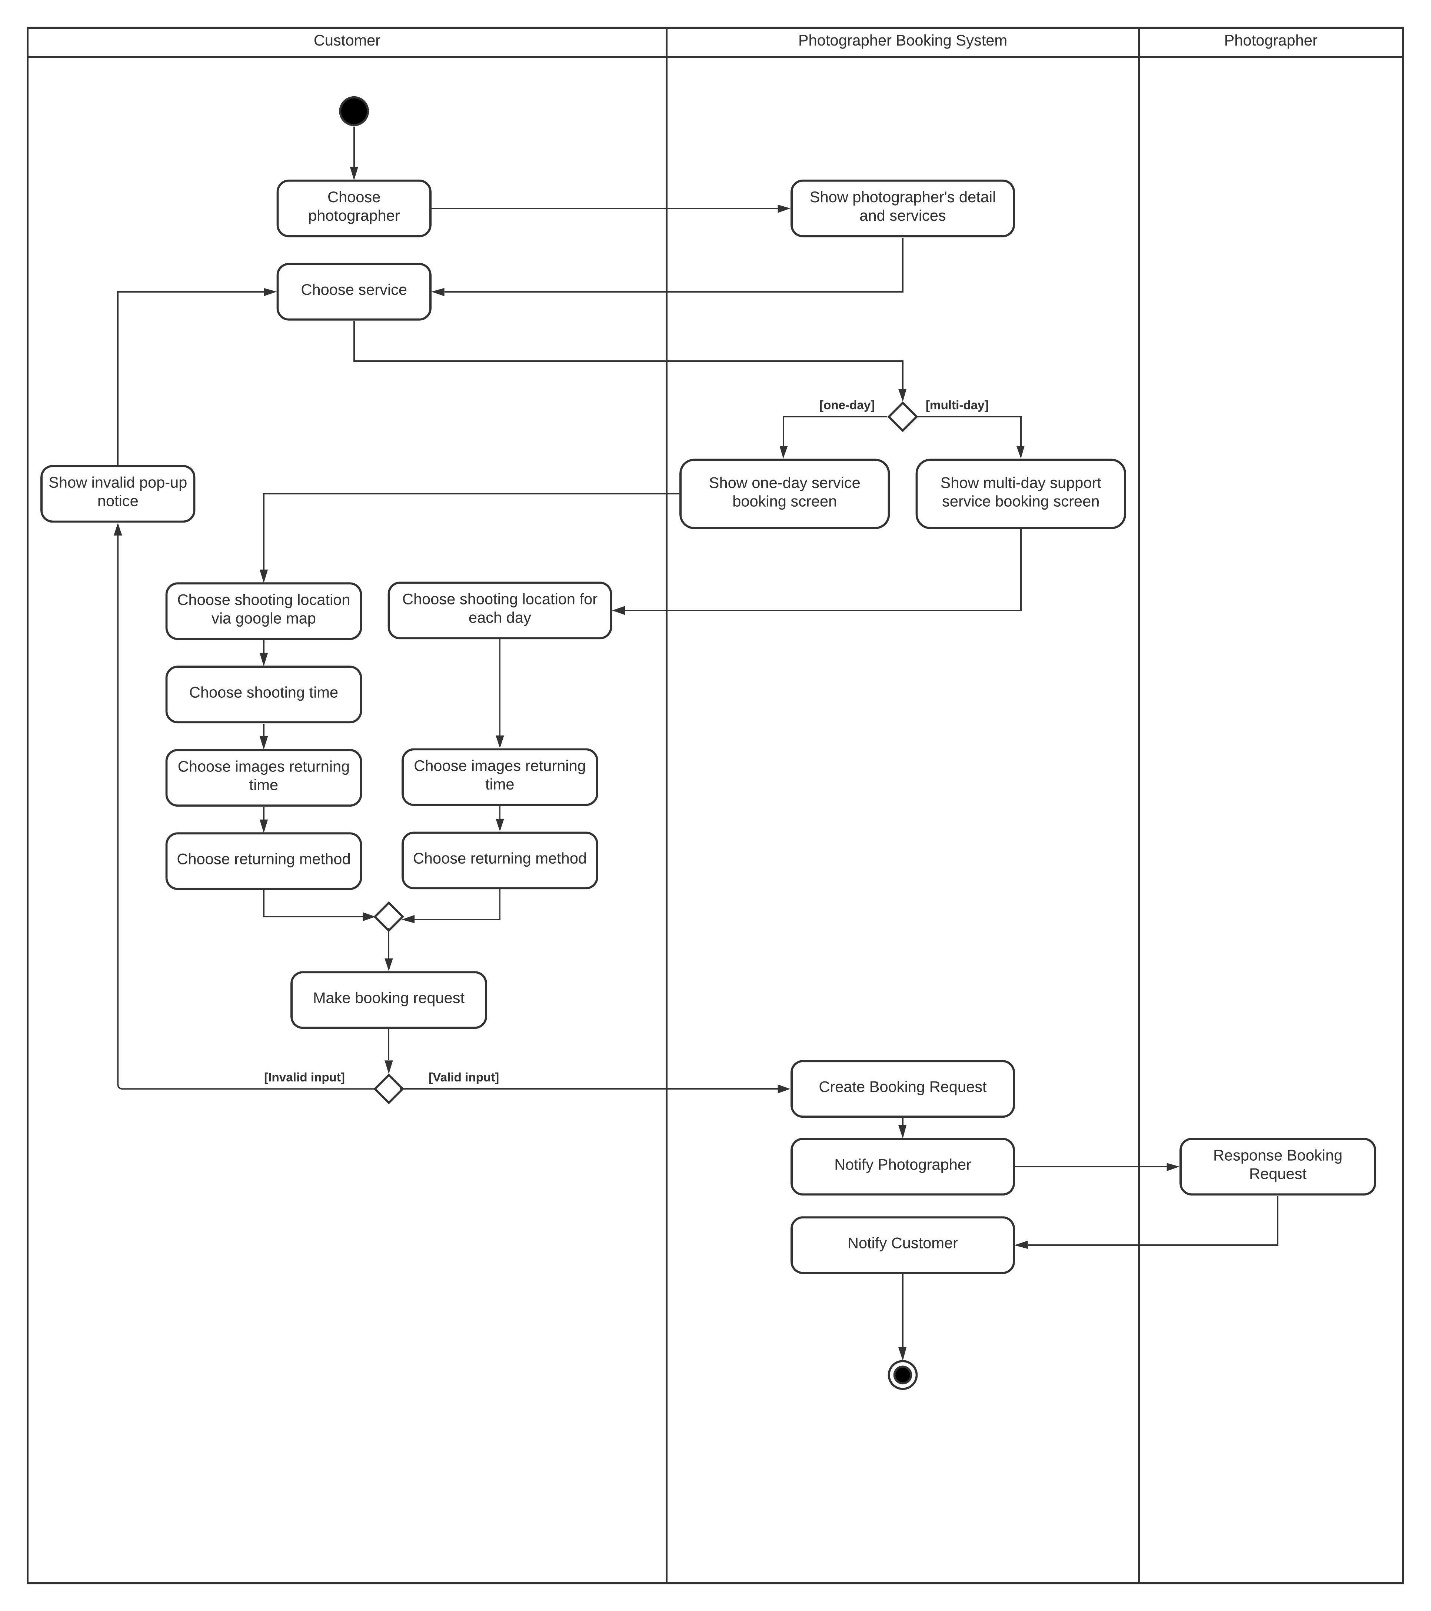 Customer
Photographer Booking System
Photographer
Choose
photographer
Show photographer's detail
and services
Choose service
[one-day]
[multi-day]
Show invalid pop-up
notice
Show one-day service
booking screen
Show multi-day support
service booking screen
Choose shooting location
via google map
Choose shooting location for
each day
Choose shooting time
Choose images returning
time
Choose images returning
time
Choose returning method
Choose returning method
Make booking request
[Invalid input]
[Valid input]
Create Booking Request
Notify Photographer
Response Booking
Request
Notify Customer